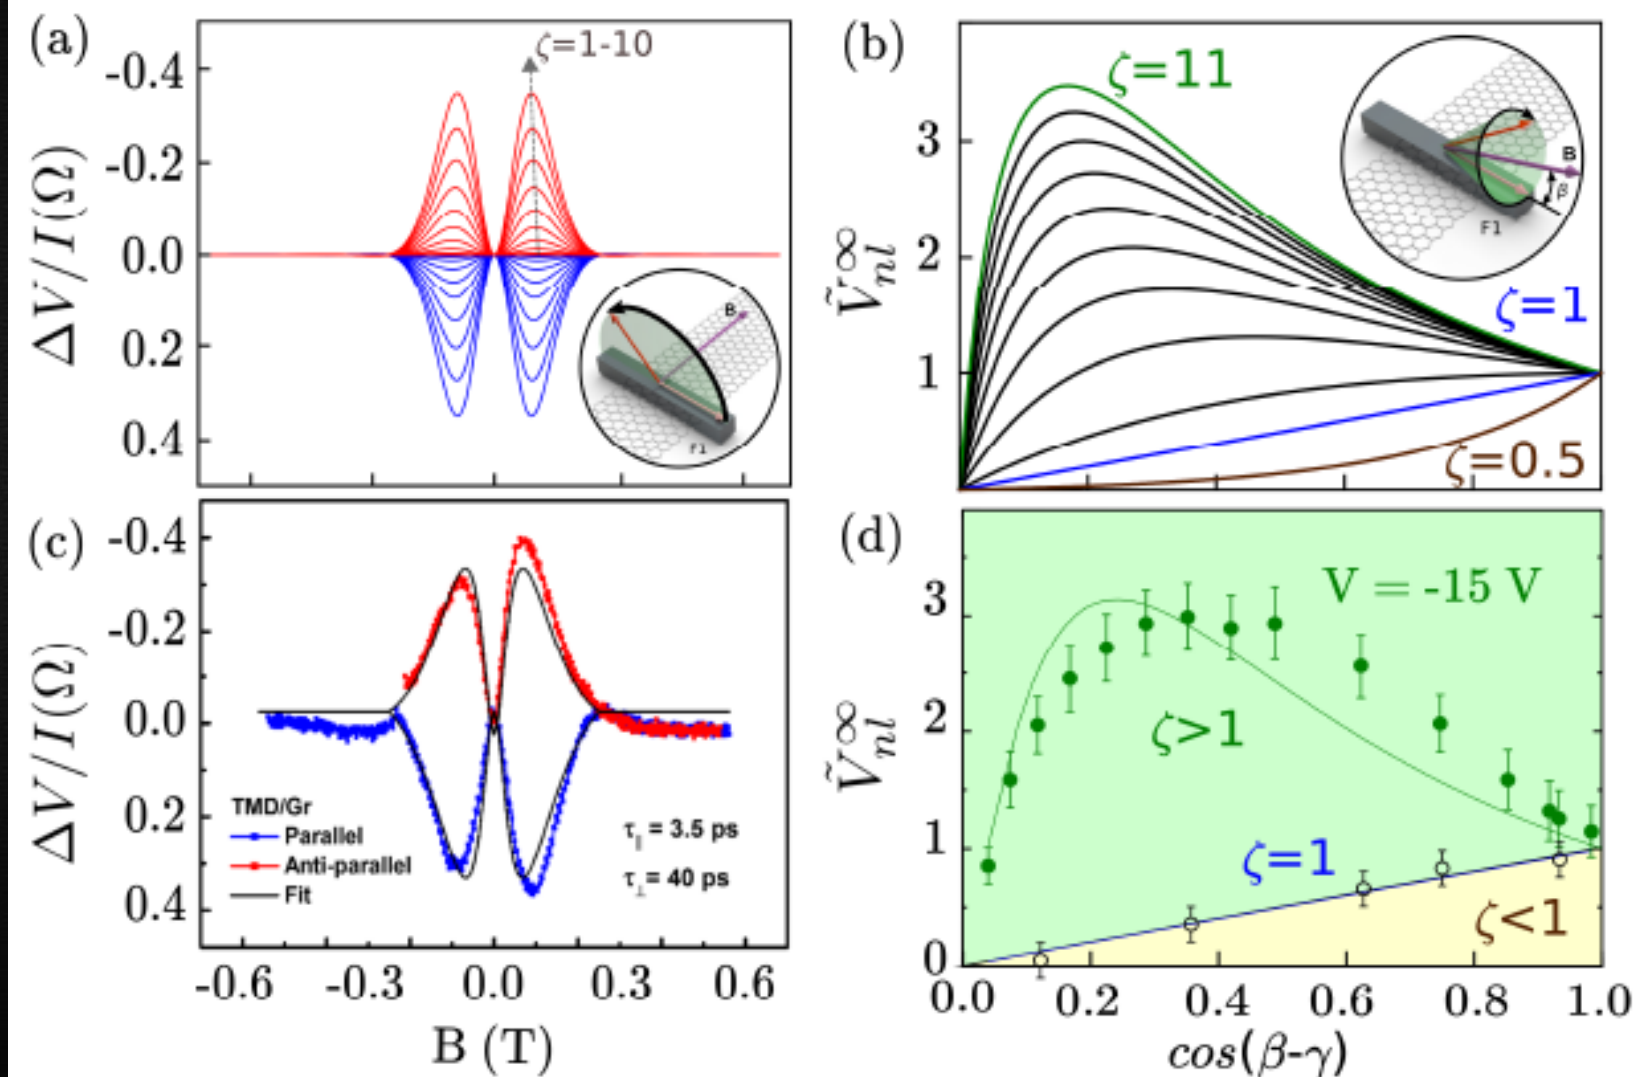 (a)
ζ=1-10
-0.4
-0.2
0.0
0.2
0.4
ΔV/I(Ω)
B
F1
(b)
ζ=11
3
2
1
Ṽnl∞
ζ=1
ζ=0.5
B
β
F1
(c)
-0.4
-0.2
0.0
0.2
0.4
ΔV/I(Ω)
TMD/Gr
Parallel
Anti-parallel
Fit
τ∥ = 3.5 ps
τ⊥= 40 ps
-0.6
-0.3
0.0
0.3
0.6
B (T)
(d)
V = -15 V
3
2
1
0
Ṽnl∞
ζ>1
ζ=1
ζ<1
0.0
0.2
0.4
0.6
0.8
1.0
cos(β-γ)